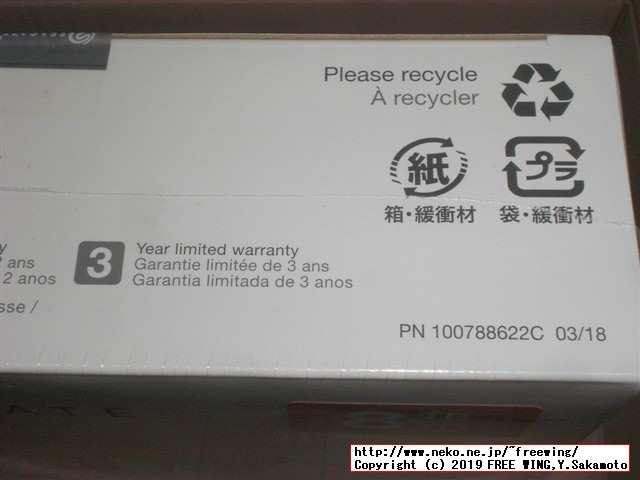 Please recycle
À recycler
紙
プラ
箱・緩衝材
袋・緩衝材
3
Year limited warranty
Garantie limitée de 3 ans
Garantia limitada de 3 anos
ans
2 anos
sse /
PN 100788622C 03/18
ATE
http://www.neko.ne.jp/~freewing/
Copyright (c) 2019 FREE WING,Y.Sakamoto